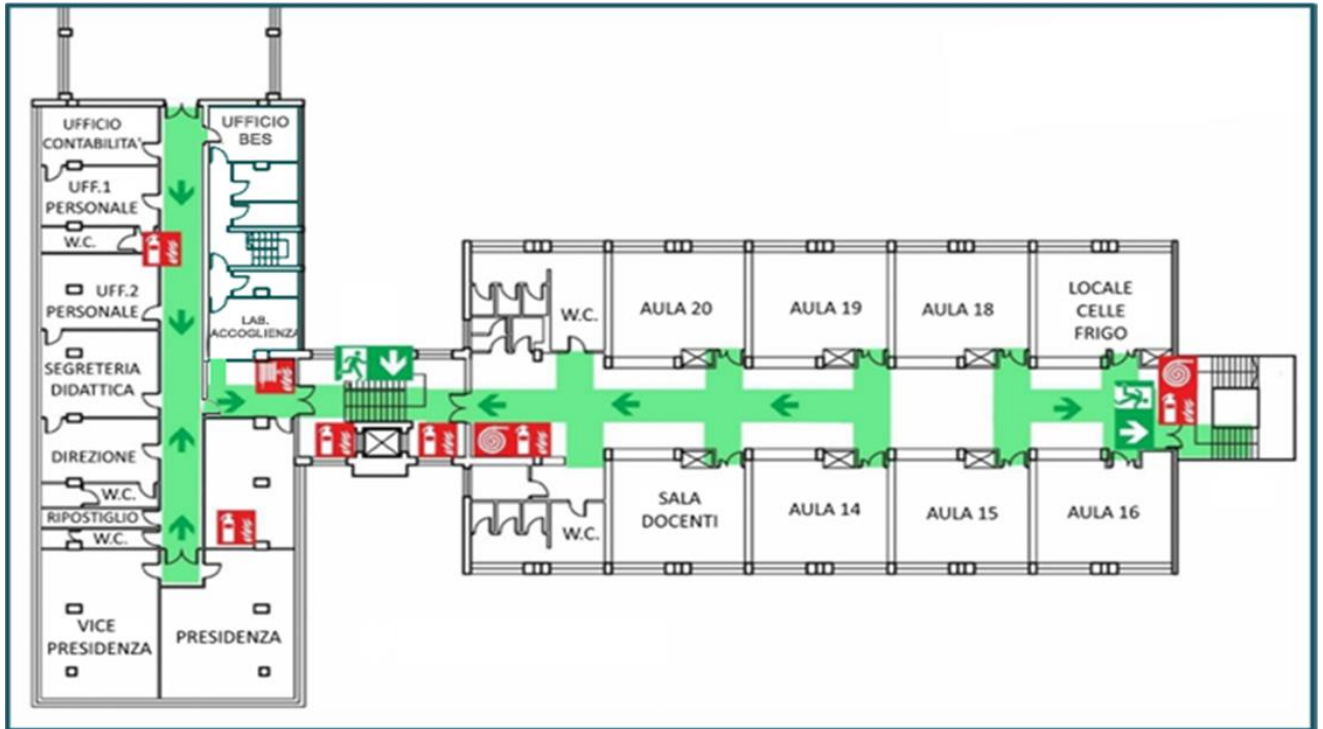 UFFICIO
CONTABILITA'
UFFICIO
BES
UFF.1
PERSONALE
W.C.
UFF.2
PERSONALE
LAB.
ACCOGLIENZA
SEGRETERIA
DIDATTICA
DIREZIONE
W.C.
RIPOSTIGLIO
W.C.
VICE
PRESIDENZA
PRESIDENZA
W.C.
AULA 20
AULA 19
AULA 18
LOCALE
CELLE
FRIGO
W.C.
SALA
DOCENTI
AULA 14
AULA 15
AULA 16